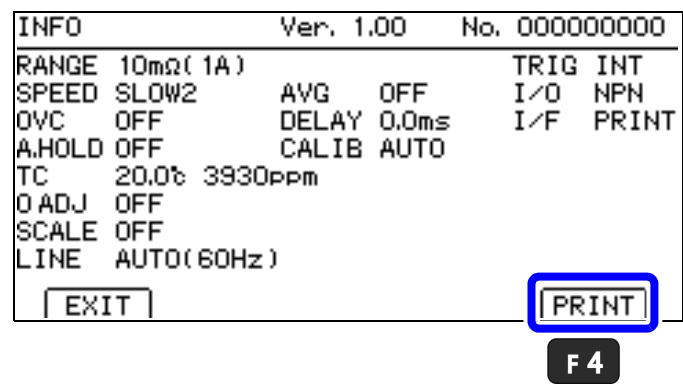 INFO Ver. 1.00 No. 000000000
RANGE 10mΩ( 1A) TRIG INT
SPEED SLOW2 AVG OFF I/O NPN
OVC OFF DELAY 0.0ms I/F PRINT
A.HOLD OFF CALIB AUTO
TC 20.0℃ 3930ppm
0 ADJ OFF
SCALE OFF
LINE AUTO(60Hz)
EXIT PRINT
F 4